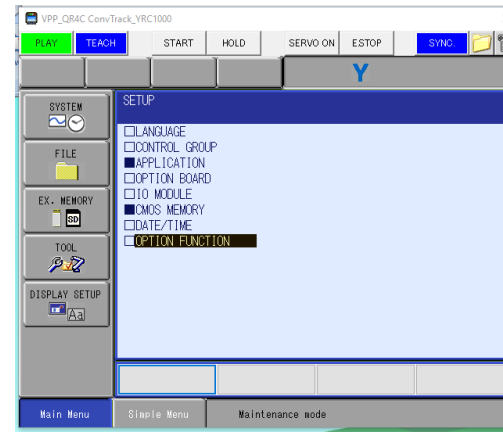 VPP_QR4C ConvTrack_YRC1000
PLAY TEACH START HOLD SERVO ON E.STOP SYNC.
Y
SYSTEM
FILE
EX. MEMORY
SD
TOOL
DISPLAY SETUP
Aa
SETUP
□LANGUAGE
□CONTROL GROUP
■APPLICATION
□OPTION BOARD
□IO MODULE
■CMOS MEMORY
□DATE/TIME
□OPTION FUNCTION
Main Menu Simple Menu Maintenance mode